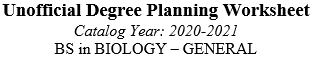 Unofficial Degree Planning Worksheet
Catalog Year: 2020-2021
BS in BIOLOGY – GENERAL